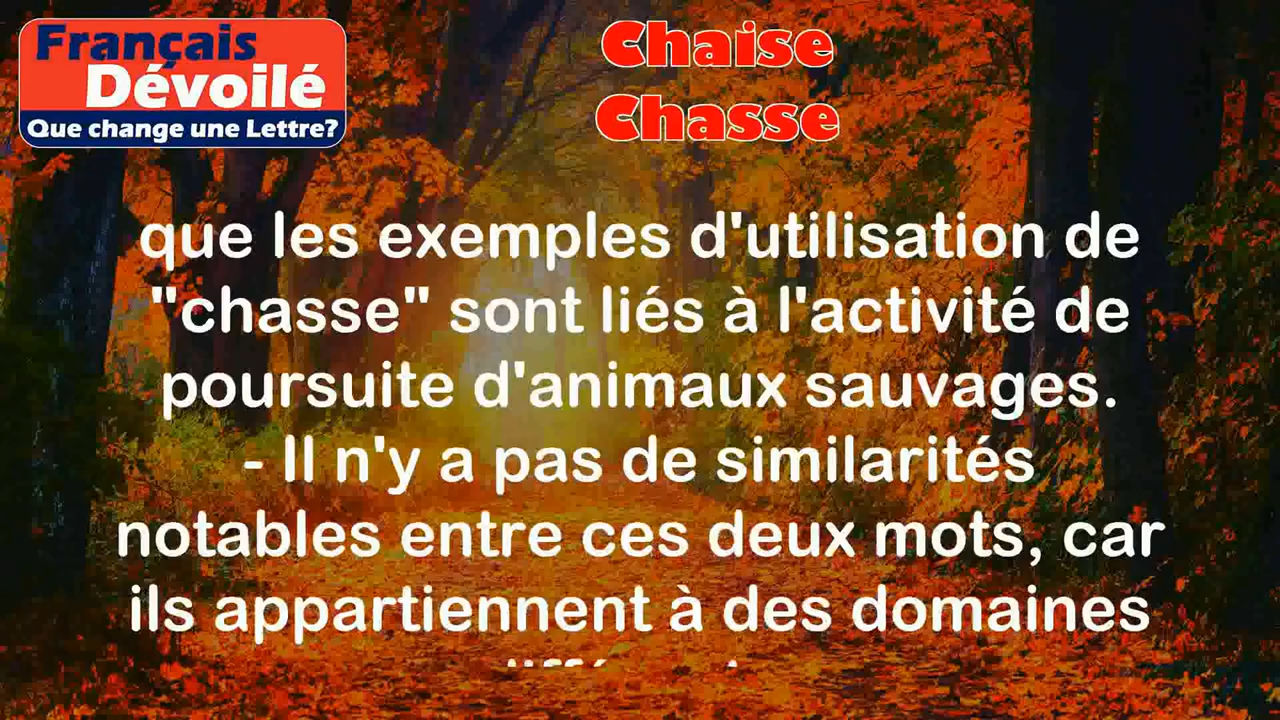 Français
Dévoilé
Que change une Lettre?
Chaise
Chasse
que les exemples d'utilisation de
"chasse" sont liés à l'activité de
poursuite d'animaux sauvages.
- Il n'y a pas de similarités
notables entre ces deux mots, car
ils appartiennent à des domaines